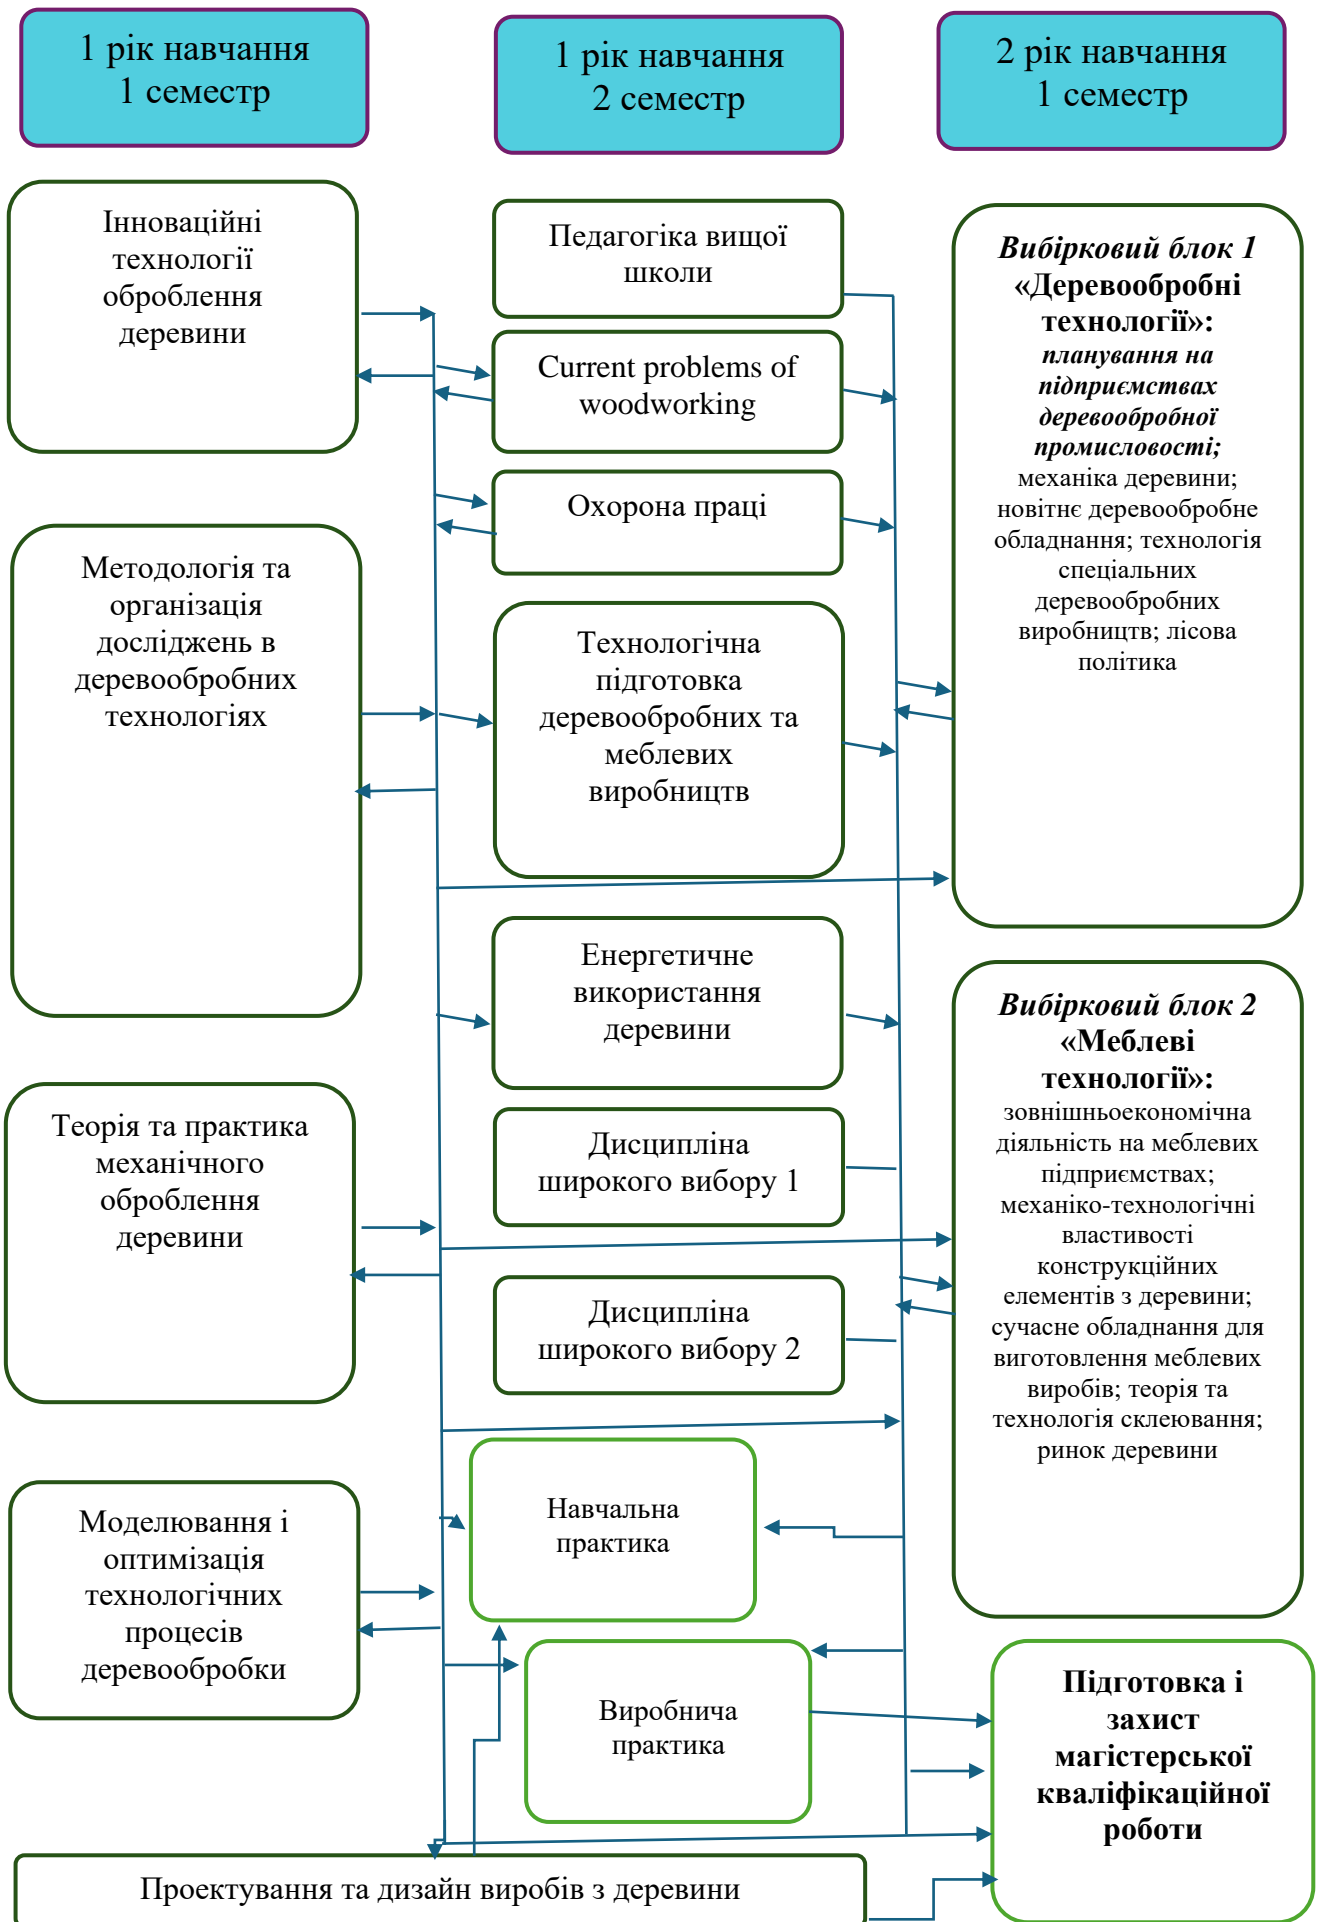 1 рік навчання
1 семестр
1 рік навчання
2 семестр
2 рік навчання
1 семестр
Інноваційні
технології
оброблення
деревини
Методологія та
організація
досліджень в
деревообробних
технологіях
Теорія та практика
механічного
оброблення
деревини
Моделювання і
оптимізація
технологічних
процесів
деревообробки
Педагогіка вищої
школи
Current problems of
woodworking
Охорона праці
Технологічна
підготовка
деревообробних та
меблевих
виробництв
Енергетичне
використання
деревини
Дисципліна
широкого вибору 1
Дисципліна
широкого вибору 2
Навчальна
практика
Виробнича
практика
Вибірковий блок 1
«Деревообробні
технології»:
планування на
підприємствах
деревообробної
промисловості;
механіка деревини;
новітнє деревообробне
обладнання; технологія
спеціальних
деревообробних
виробництв; лісова
політика
Вибірковий блок 2
«Меблеві
технології»:
зовнішньоекономічна
діяльність на меблевих
підприємствах;
механіко-технологічні
властивості
конструкційних
елементів з деревини;
сучасне обладнання для
виготовлення меблевих
виробів; теорія та
технологія склеювання;
ринок деревини
Підготовка і
захист
магістерської
кваліфікаційної
роботи
Проектування та дизайн виробів з деревини